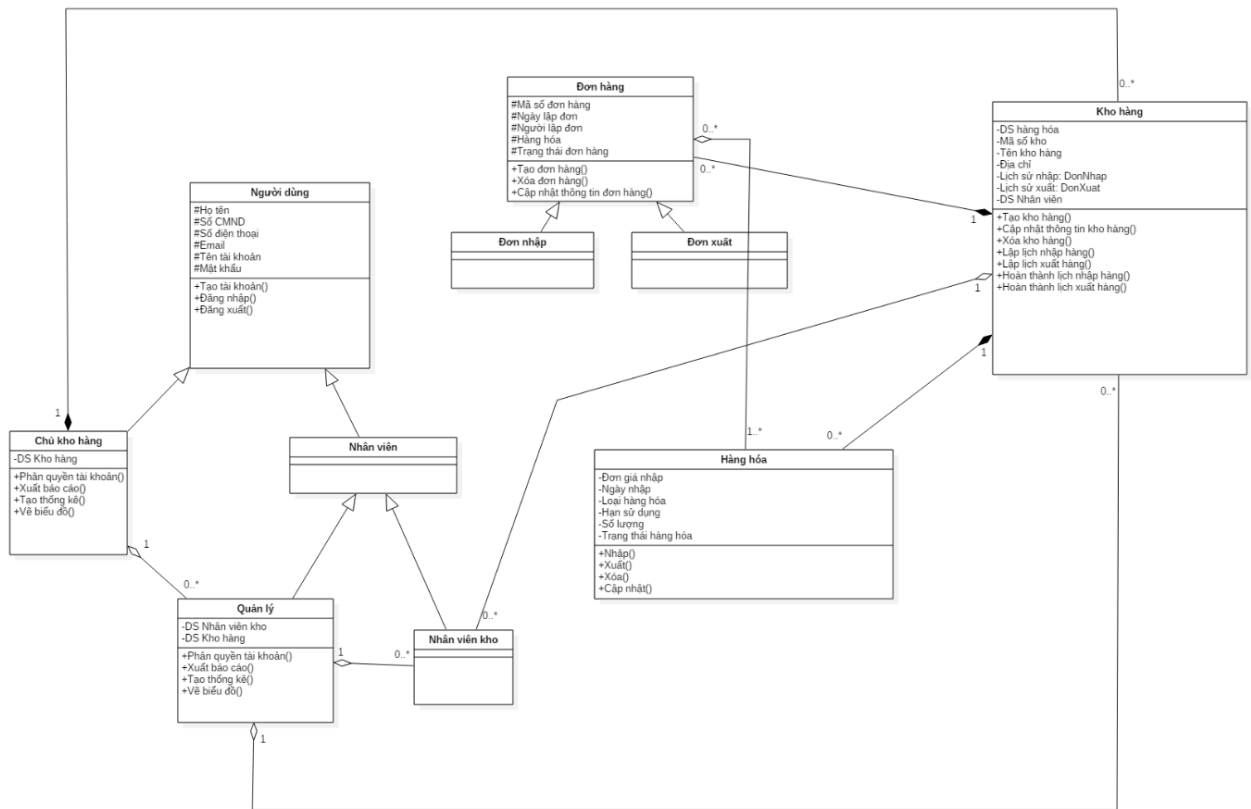 Đơn hàng
#Mã số đơn hàng
#Ngày lập đơn
#Người lập đơn
#Hàng hóa
#Trạng thái đơn hàng
+Tạo đơn hàng()
+Xóa đơn hàng()
+Cập nhật thông tin đơn hàng()
0..*
0..*
0..*
Kho hàng
-DS hàng hóa
-Mã số kho
-Tên kho hàng
-Địa chỉ
-Lịch sử nhập: DonNhap
-Lịch sử xuất: DonXuat
-DS Nhân viên
+Tạo kho hàng()
+Cập nhật thông tin kho hàng()
+Xóa kho hàng()
+Lập lịch nhập hàng()
+Lập lịch xuất hàng()
+Hoàn thành lịch nhập hàng()
+Hoàn thành lịch xuất hàng()
1
1
1
0..*
Người dùng
#Họ tên
#Số CMND
#Số điện thoại
#Email
#Tên tài khoản
#Mật khẩu
+Tạo tài khoản()
+Đăng nhập()
+Đăng xuất()
Đơn nhập
Đơn xuất
1
Chủ kho hàng
-DS Kho hàng
+Phân quyền tài khoản()
+Xuất báo cáo()
+Tạo thống kê()
+Vẽ biểu đồ()
1
0..*
Nhân viên
1..*
0..*
Hàng hóa
-Đơn giá nhập
-Ngày nhập
-Loại hàng hóa
-Hạn sử dụng
-Số lượng
-Trạng thái hàng hóa
+Nhập()
+Xuất()
+Xóa()
+Cập nhật()
Quản lý
-DS Nhân viên kho
-DS Kho hàng
+Phân quyền tài khoản()
+Xuất báo cáo()
+Tạo thống kê()
+Vẽ biểu đồ()
1
0..*
0..*
Nhân viên kho
1